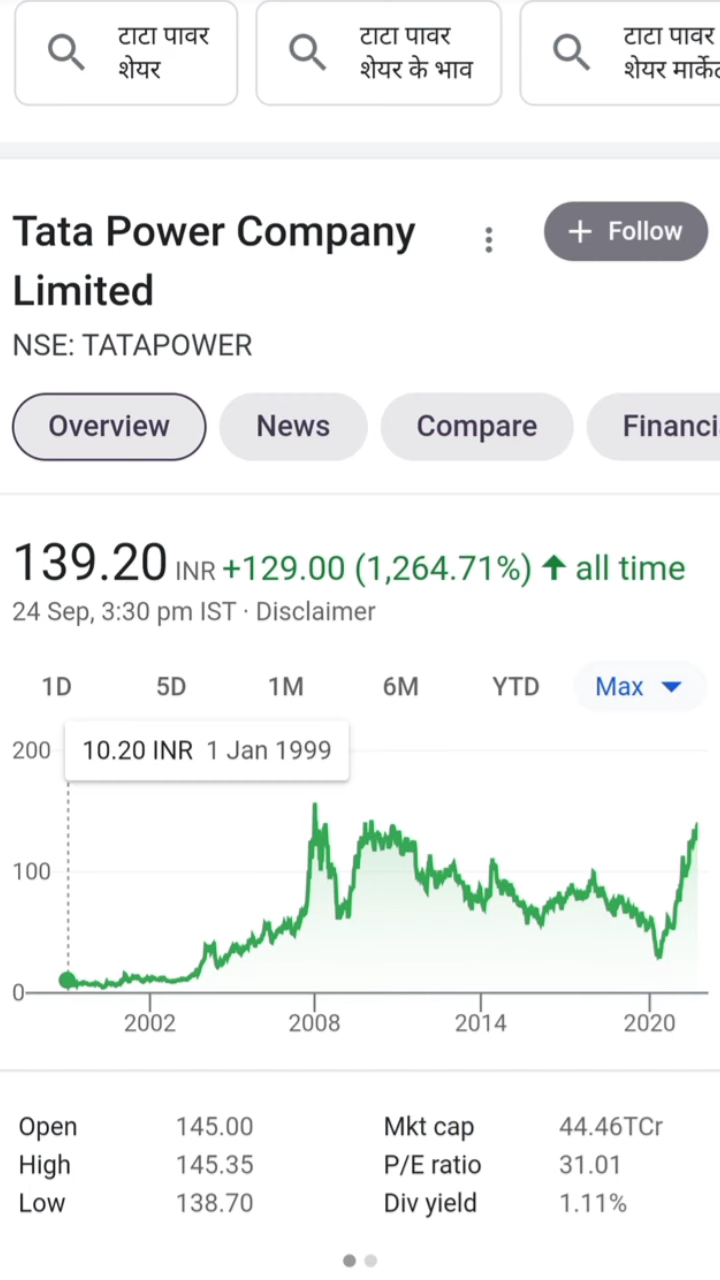 टाटा पावर
शेयर
टाटा पावर
शेयर के भाव
टाटा पावर
शेयर
Tata Power Company
Limited
+ Follow
NSE: TATAPOWER
Overview
News
Compare
139.20 INR +129.00 (1,264.71%) ↑ all time
24 Sep, 3:30 pm IST · Disclaimer
1D 5D 1M 6M YTD Max
200
10.20 INR 1 Jan 1999
100
0
2002 2008 2014 2020
Open 145.00 Mkt cap 44.46TCr
High 145.35 P/E ratio 31.01
Low 138.70 Div yield 1.11%